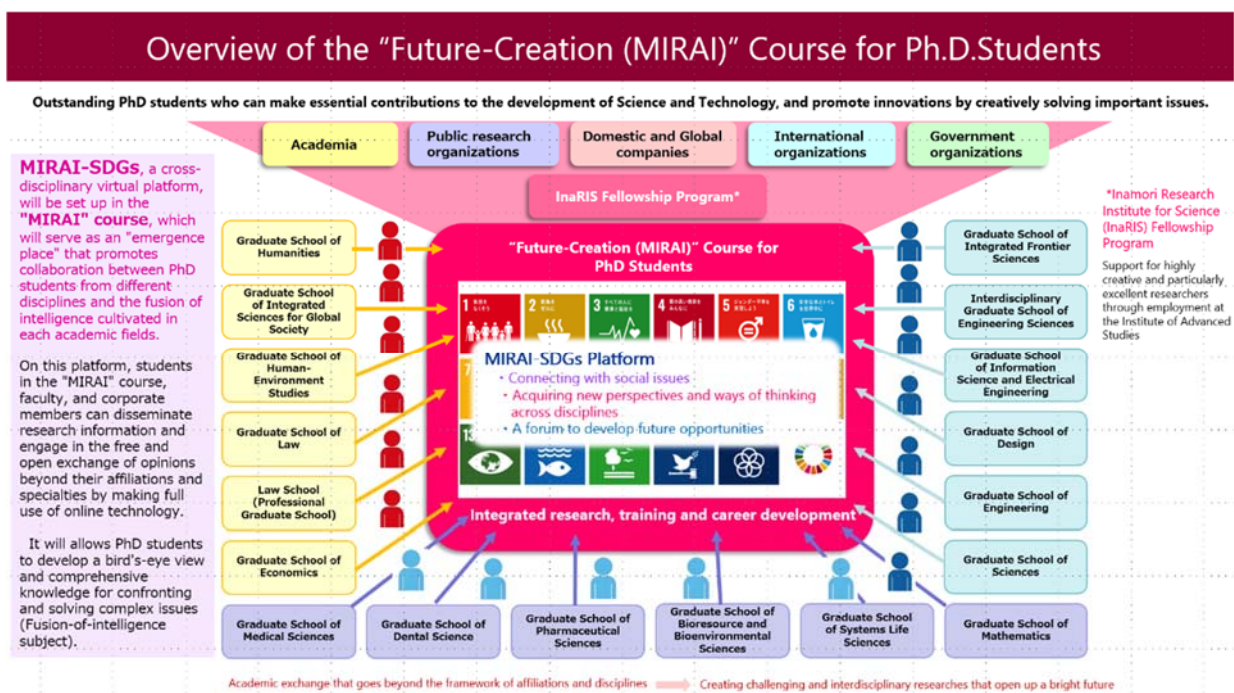 Overview of the “Future-Creation (MIRAI)” Course for Ph.D.Students
Outstanding PhD students who can make essential contributions to the development of Science and Technology, and promote innovations by creatively solving important issues.
Academia
Public research
organizations
Domestic and Global
companies
International
organizations
Government
organizations
InaRIS Fellowship Program*
MIRAI-SDGs, a cross-
disciplinary virtual platform,
will be set up in the
"MIRAI" course, which
will serve as an "emergence
place" that promotes
collaboration between PhD
students from different
disciplines and the fusion of
intelligence cultivated in
each academic fields.
On this platform, students
in the "MIRAI" course,
faculty, and corporate
members can disseminate
research information and
engage in the free and
open exchange of opinions
beyond their affiliations and
specialties by making full
use of online technology.
It will allows PhD students
to develop a bird's-eye view
and comprehensive
knowledge for confronting
and solving complex issues
(Fusion-of-intelligence
subject).
Graduate School of
Humanities
Graduate School
of Integrated
Sciences for Global
Society
Graduate School of
Human-
Environment
Studies
Graduate School of
Law
Law School
(Professional
Graduate School)
Graduate School of
Economics
“Future-Creation (MIRAI)” Course for
PhD Students
1
2
3
4
5
6
7
13
MIRAI-SDGs Platform
・Connecting with social issues
・Acquiring new perspectives and ways of thinking
across disciplines
・A forum to develop future opportunities
Integrated research, training and career development
Graduate School of
Integrated Frontier
Sciences
Interdisciplinary
Graduate School of
Engineering Sciences
Graduate School
of Information
Science and Electrical
Engineering
Graduate School of
Design
Graduate School of
Engineering
Graduate School of
Sciences
*Inamori Research
Institute for Science
(InaRIS) Fellowship
Program
Support for highly
creative and particularly
excellent researchers
through employment at
the Institute of Advanced
Studies
Graduate School of
Medical Sciences
Graduate School of
Dental Science
Graduate School of
Pharmaceutical
Sciences
Graduate School of
Bioresource and
Bioenvironmental
Sciences
Graduate School
of Systems Life
Sciences
Graduate School of
Mathematics
Academic exchange that goes beyond the framework of affiliations and disciplines
Creating challenging and interdisciplinary researches that open up a bright future